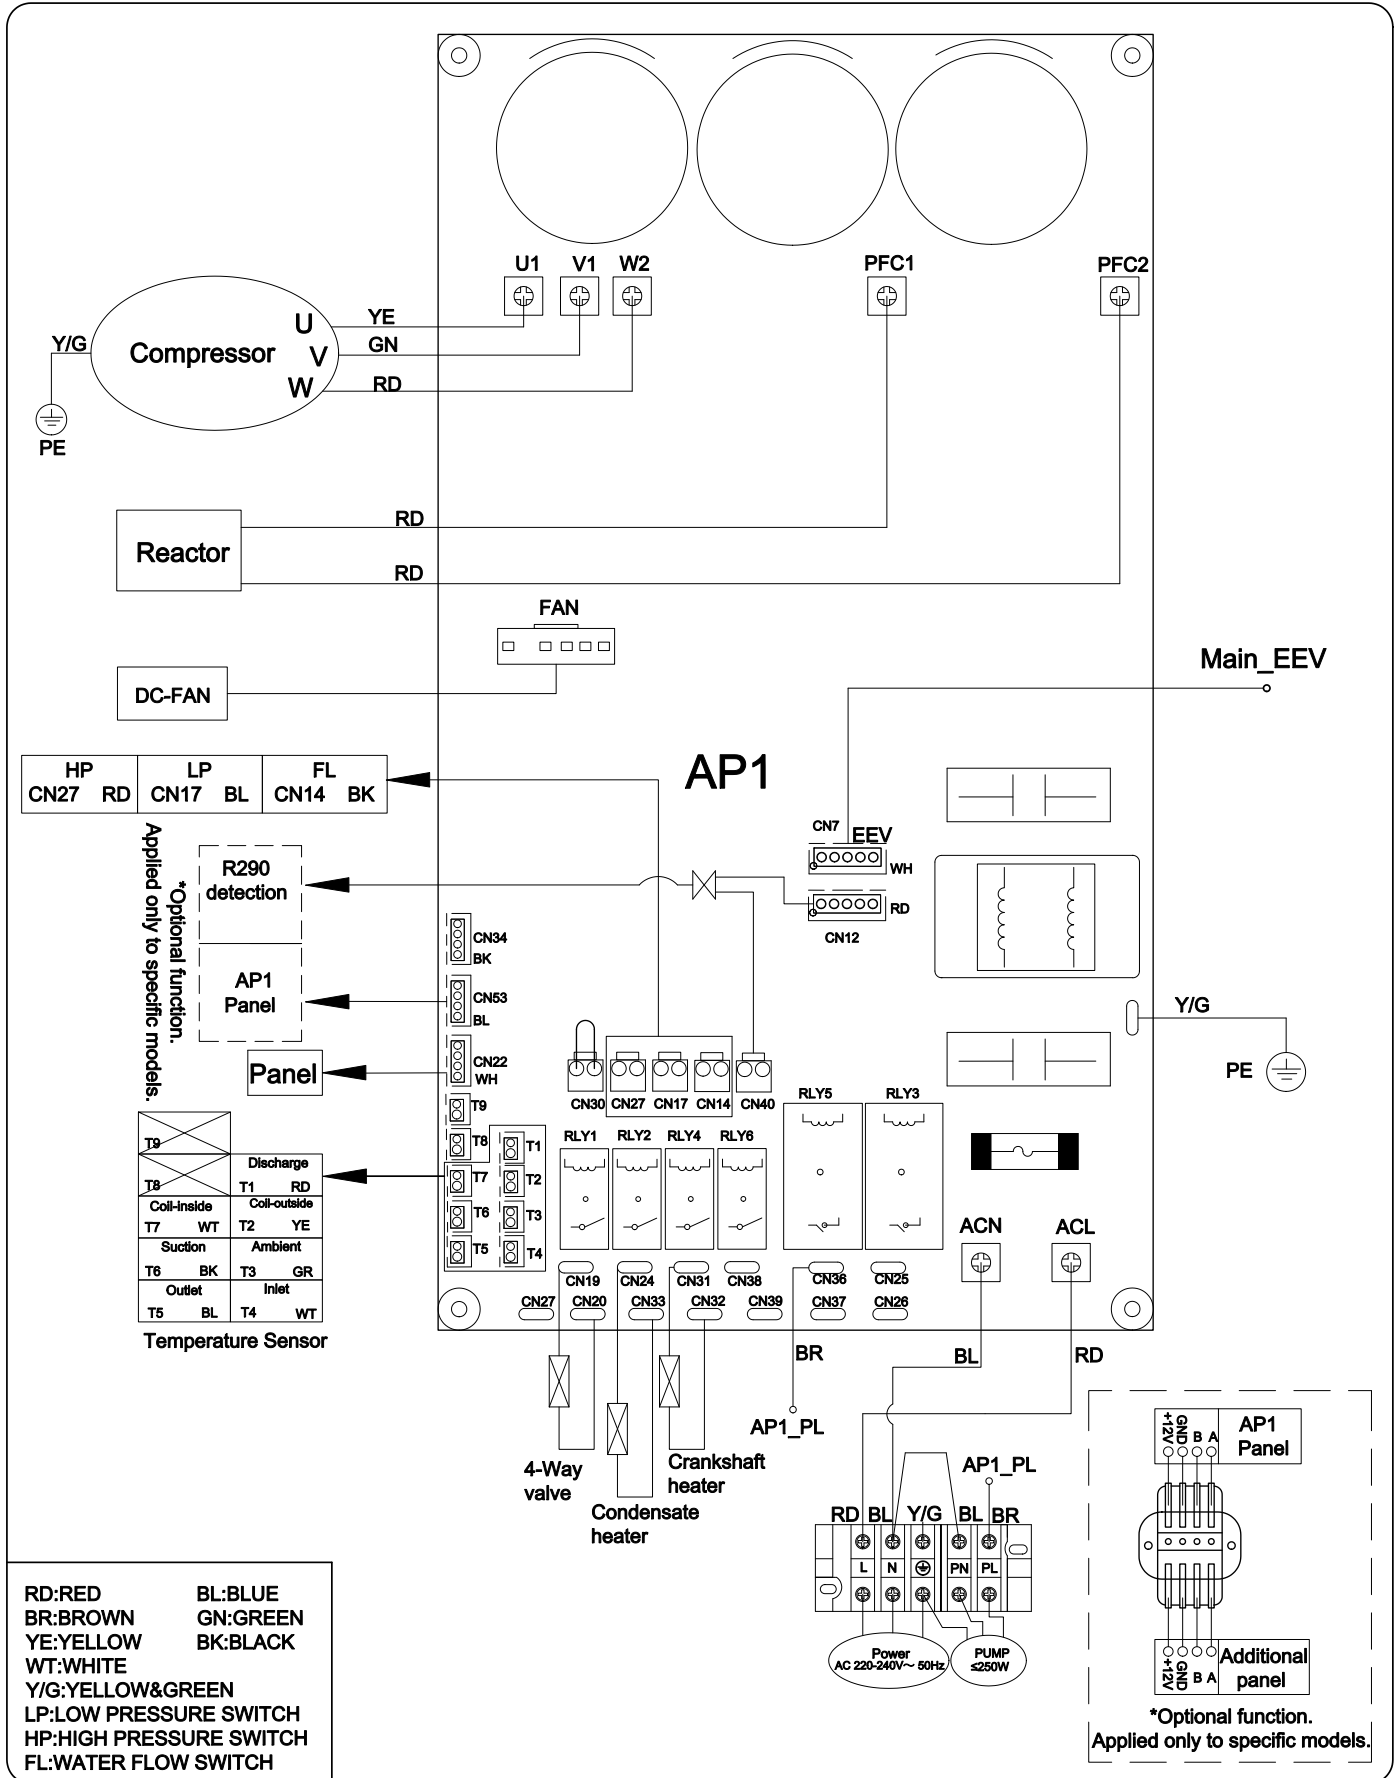 U1 V1 W2 PFC1 PFC2
U YE
Y/G Compressor V GN
W RD
PE
Reactor RD
RD
FAN
DC-FAN
Main_EEV
HP LP FL
CN27 RD CN17 BL CN14 BK
AP1
CN7 EEV
WH
RD
CN12
R290
detection
AP1
Panel
*Optional function.
Applied only to specific models.
Panel
CN34
BK
CN53
BL
CN22
WH
T9
T8
T7
T6
T5
T1
T2
T3
T4
CN30 CN27 CN17 CN14 CN40
RLY5 RLY3
RLY1 RLY2 RLY4 RLY6
Y/G
PE
ACN ACL
T9
T8 Discharge
T1 RD
Coil-inside Coil-outside
T7 WT T2 YE
Suction Ambient
T6 BK T3 GR
Outlet Inlet
T5 BL T4 WT
Temperature Sensor
CN19 CN24 CN31 CN38 CN36 CN25
CN27 CN20 CN33 CN32 CN39 CN37 CN26
BR BL RD
AP1_PL
4-Way
valve
Condensate
heater
Crankshaft
heater
AP1_PL
RD BL Y/G BL BR
L N PN PL
Power
AC 220-240V～ 50Hz
PUMP
≤250W
+12V GND B A
AP1
Panel
+12V GND B A
Additional
panel
*Optional function.
Applied only to specific models.
RD:RED BL:BLUE
BR:BROWN GN:GREEN
YE:YELLOW BK:BLACK
WT:WHITE
Y/G:YELLOW&GREEN
LP:LOW PRESSURE SWITCH
HP:HIGH PRESSURE SWITCH
FL:WATER FLOW SWITCH